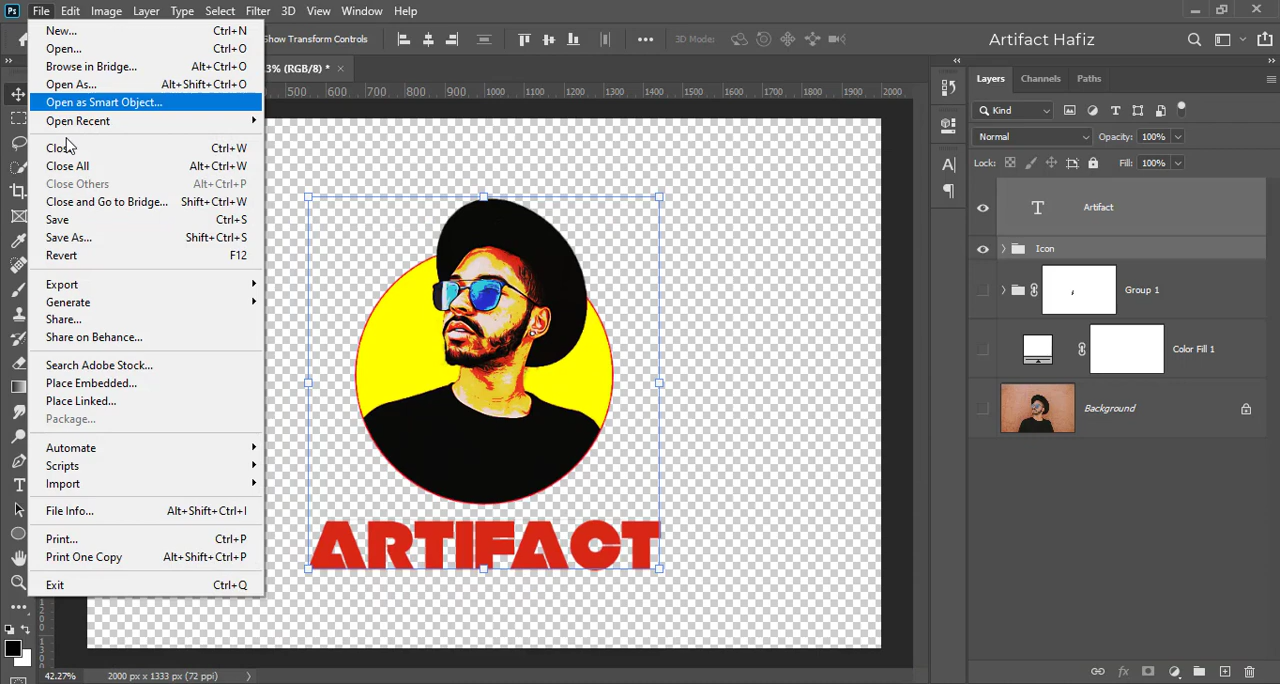 Ps File Edit Image Layer Type Select Filter 3D View Window Help
Show Transform Controls
3D Mode:
Artifact Hafiz
3% (RGB/8) *
500 600 700 800 900 1000 1100 1200 1300 1400 1500 1600 1700 1800 1900 2000
New... Ctrl+N
Open... Ctrl+O
Browse in Bridge... Alt+Ctrl+O
Open As... Alt+Shift+Ctrl+O
Open as Smart Object...
Open Recent
Close Ctrl+W
Close All Alt+Ctrl+W
Close Others Alt+Ctrl+P
Close and Go to Bridge... Shift+Ctrl+W
Save Ctrl+S
Save As... Shift+Ctrl+S
Revert F12
Export
Generate
Share...
Share on Behance...
Search Adobe Stock...
Place Embedded...
Place Linked...
Package...
Automate
Scripts
Import
File Info... Alt+Shift+Ctrl+I
Print... Ctrl+P
Print One Copy Alt+Shift+Ctrl+P
Exit Ctrl+Q
ARTIFACT
Layers Channels Paths
Kind
Normal Opacity: 100%
Lock: Fill: 100%
T Artifact
Icon
Group 1
Color Fill 1
Background
42.27% 2000 px x 1333 px (72 ppi)